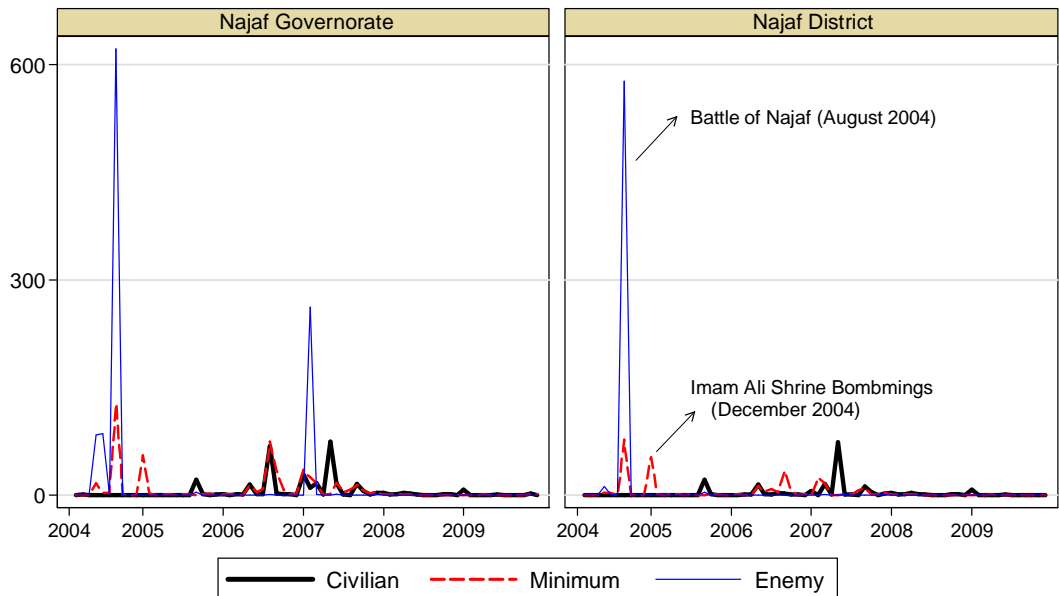 Najaf Governorate
Najaf District
600
300
0
Battle of Najaf (August 2004)
Imam Ali Shrine Bombmings
(December 2004)
2004 2005 2006 2007 2008 2009
2004 2005 2006 2007 2008 2009
Civilian Minimum Enemy